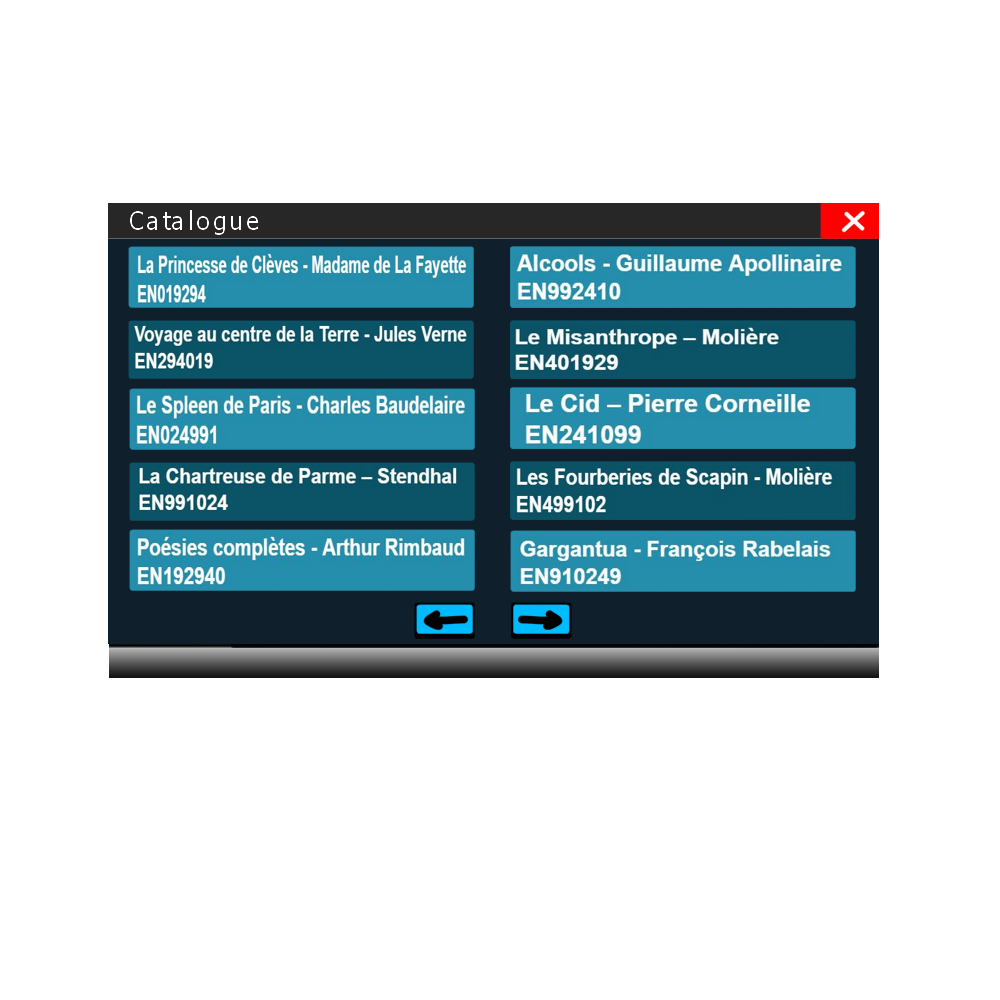 Catalogue
La Princesse de Clèves - Madame de La Fayette
EN019294
Voyage au centre de la Terre - Jules Verne
EN294019
Le Spleen de Paris - Charles Baudelaire
EN024991
La Chartreuse de Parme – Stendhal
EN991024
Poésies complètes - Arthur Rimbaud
EN192940
Alcools - Guillaume Apollinaire
EN992410
Le Misanthrope – Molière
EN401929
Le Cid – Pierre Corneille
EN241099
Les Fourberies de Scapin - Molière
EN499102
Gargantua - François Rabelais
EN910249